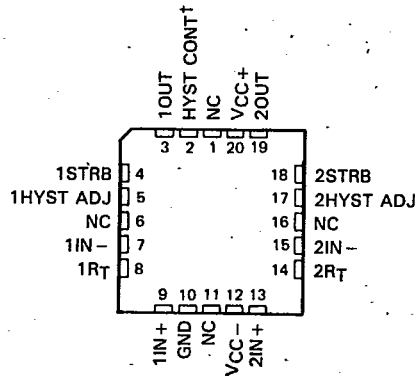 1OUT
HYST CONT†
NC
VCC+
2OUT
3 2 1 20 19
1STRB 4
1HYST ADJ 5
NC 6
1IN− 7
1RT 8
18 2STRB
17 2HYST ADJ
16 NC
15 2IN−
14 2RT
9 10 11 12 13
1IN+
GND
NC
VCC−
2IN+